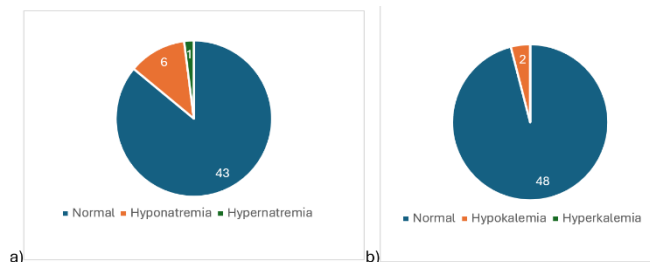 6
1
43
Normal Hyponatremia Hypernatremia
a)
2
48
Normal Hypokalemia Hyperkalemia
b)